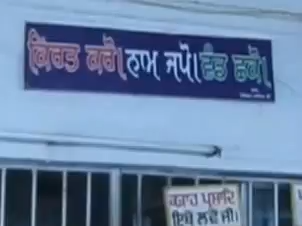 ਕਿਰਤ ਕਰੋ। ਨਾਮ ਜਪੋ। ਵੰਡ ਛਕੋ।
ਕੜਾਹ ਪ੍ਰਸ਼ਾਦਿ
ਇਥੇ ਲਵੋ ਜੀ।